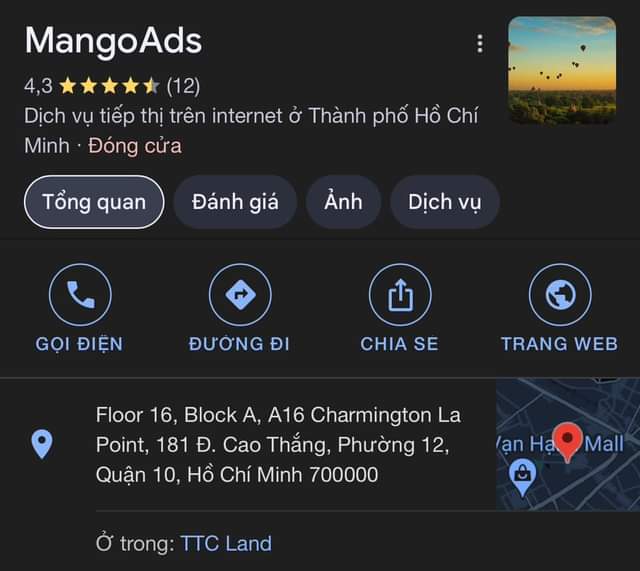 MangoAds
4,3 (12)
Dịch vụ tiếp thị trên internet ở Thành phố Hồ Chí
Minh · Đóng cửa
Tổng quan
Đánh giá
Ảnh
Dịch vụ
GỌI ĐIỆN
ĐƯỜNG ĐI
CHIA SẺ
TRANG WEB
Floor 16, Block A, A16 Charmington La
Point, 181 Đ. Cao Thắng, Phường 12,
Quận 10, Hồ Chí Minh 700000
Mall
Ở trong: TTC Land